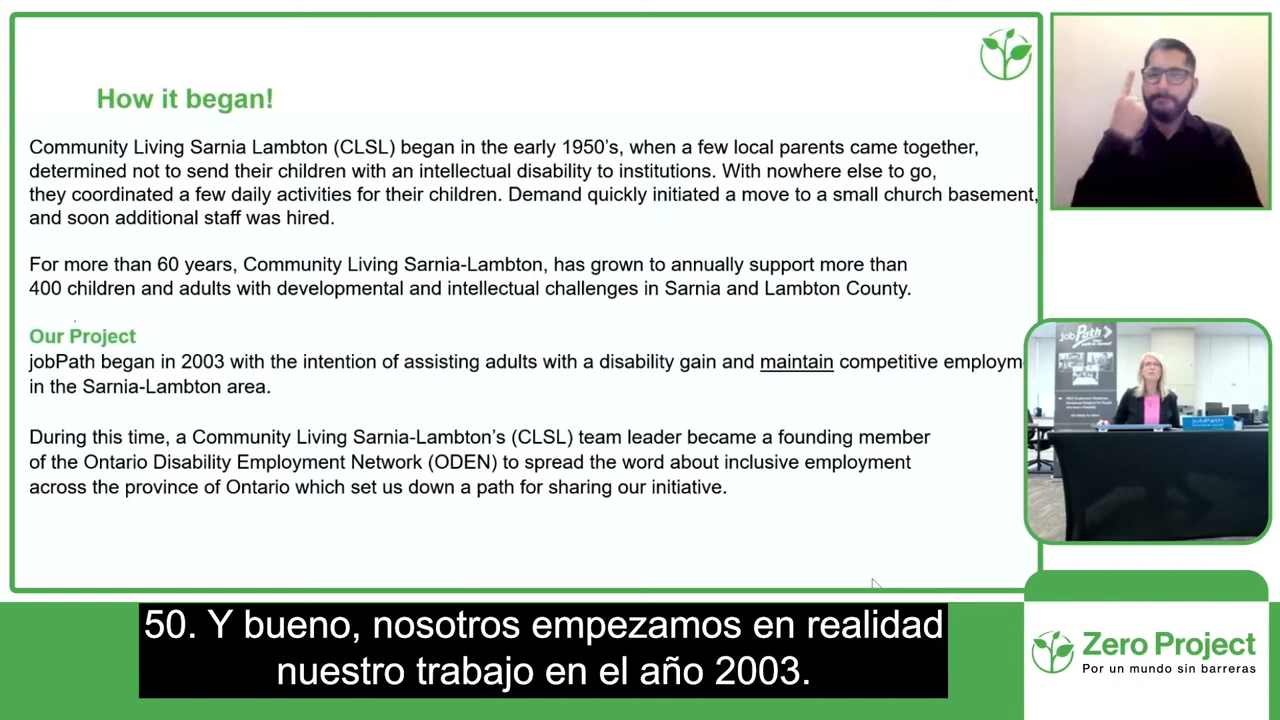 How it began!
Community Living Sarnia Lambton (CLSL) began in the early 1950's, when a few local parents came together,
determined not to send their children with an intellectual disability to institutions. With nowhere else to go,
they coordinated a few daily activities for their children. Demand quickly initiated a move to a small church basement,
and soon additional staff was hired.
For more than 60 years, Community Living Sarnia-Lambton, has grown to annually support more than
400 children and adults with developmental and intellectual challenges in Sarnia and Lambton County.
Our Project
jobPath began in 2003 with the intention of assisting adults with a disability gain and maintain competitive employm
in the Sarnia-Lambton area.
During this time, a Community Living Sarnia-Lambton's (CLSL) team leader became a founding member
of the Ontario Disability Employment Network (ODEN) to spread the word about inclusive employment
across the province of Ontario which set us down a path for sharing our initiative.
jobPath
jobPath
50. Y bueno, nosotros empezamos en realidad
nuestro trabajo en el año 2003.
Zero Project
Por un mundo sin barreras